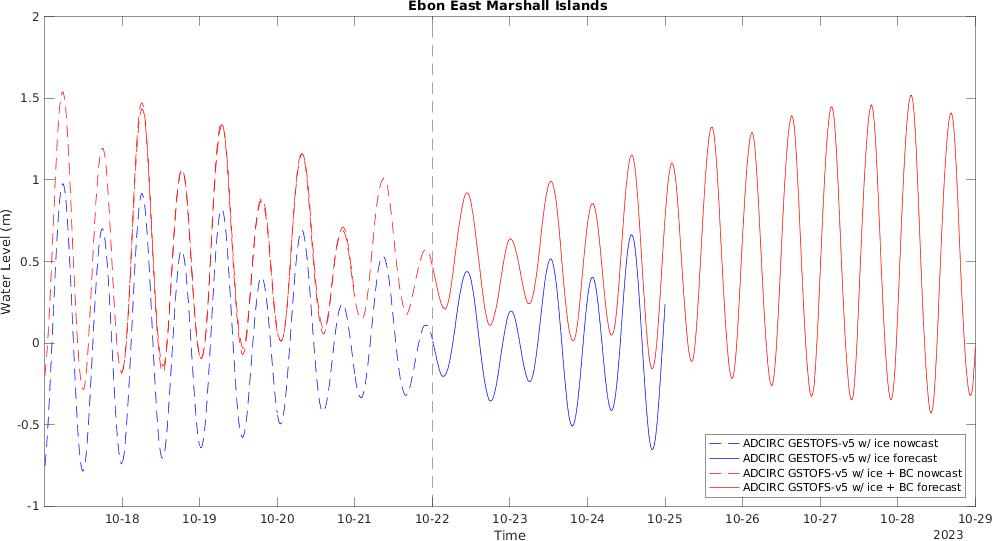 Ebon East Marshall Islands
2
1.5
1
0.5
0
-0.5
-1
Water Level (m)
ADCIRC GESTOFS-v5 w/ ice nowcast
ADCIRC GESTOFS-v5 w/ ice forecast
ADCIRC GSTOFS-v5 w/ ice + BC nowcast
ADCIRC GSTOFS-v5 w/ ice + BC forecast
10-18 10-19 10-20 10-21 10-22 10-23 10-24 10-25 10-26 10-27 10-28 10-29
Time 2023